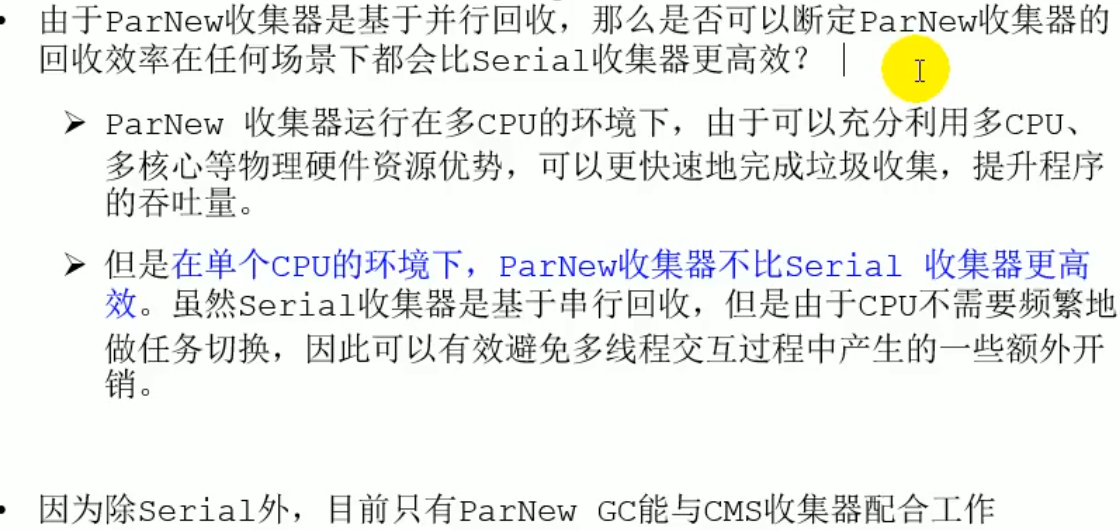 • 由于ParNew收集器是基于并行回收，那么是否可以断定ParNew收集器的
回收效率在任何场景下都会比Serial收集器更高效？
➢ ParNew 收集器运行在多CPU的环境下，由于可以充分利用多CPU、
多核心等物理硬件资源优势，可以更快速地完成垃圾收集，提升程序
的吞吐量。
➢ 但是在单个CPU的环境下，ParNew收集器不比Serial 收集器更高
效。虽然Serial收集器是基于串行回收，但是由于CPU不需要频繁地
做任务切换，因此可以有效避免多线程交互过程中产生的一些额外开
销。
• 因为除Serial外，目前只有ParNew GC能与CMS收集器配合工作